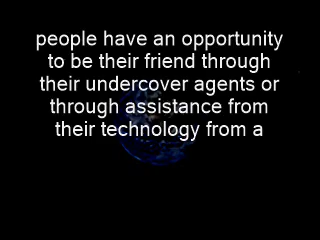 people have an opportunity
to be their friend through
their undercover agents or
through assistance from
their technology from a